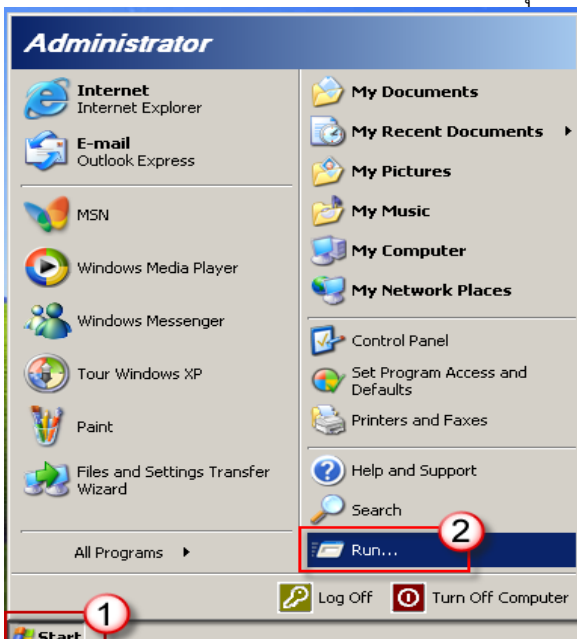 Administrator
Internet
Internet Explorer
E-mail
Outlook Express
MSN
Windows Media Player
Windows Messenger
Tour Windows XP
Paint
Files and Settings Transfer
Wizard
All Programs
My Documents
My Recent Documents
My Pictures
My Music
My Computer
My Network Places
Control Panel
Set Program Access and
Defaults
Printers and Faxes
Help and Support
Search
2
Run...
Log Off
Turn Off Computer
1
Start